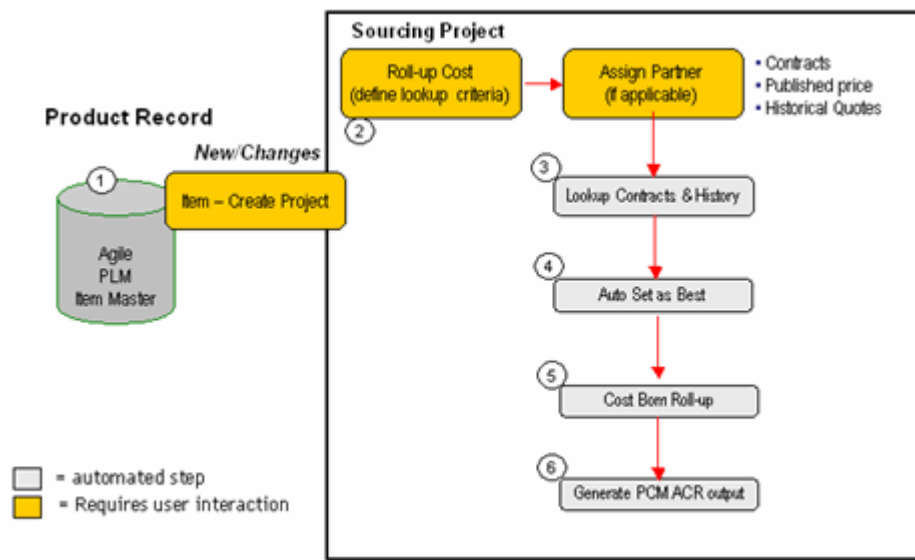 Sourcing Project
Roll-up Cost
(define lookup criteria)
2
Assign Partner
(If applicable)
• Contracts
• Published price
• Historical Quotes
Product Record
New/Changes
1
Item – Create Project
Agile
PLM
Item Master
3
Lookup Contracts & History
4
Auto Set as Best
5
Cost Bom Roll-up
6
Generate PCM ACR output
= automated step
= Requires user interaction